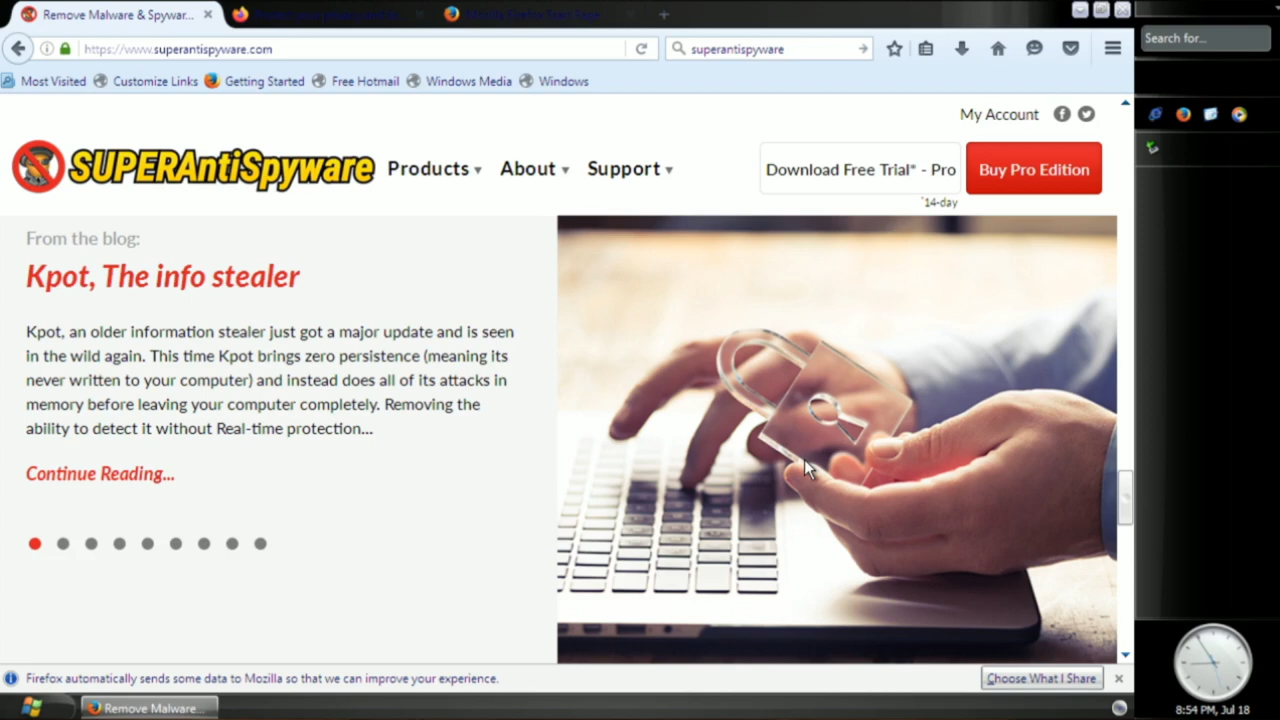 Remove Malware & Spywar...
Mozilla Firefox Start Page
https://www.superantispyware.com
superantispyware
Most Visited
Customize Links
Getting Started
Free Hotmail
Windows Media
Windows
Search for...
My Account
SUPERAntiSpyware
Products
About
Support
Download Free Trial* - Pro
Buy Pro Edition
*14-day
From the blog:
Kpot, The info stealer
Kpot, an older information stealer just got a major update and is seen
in the wild again. This time Kpot brings zero persistence (meaning its
never written to your computer) and instead does all of its attacks in
memory before leaving your computer completely. Removing the
ability to detect it without Real-time protection...
Continue Reading...
Firefox automatically sends some data to Mozilla so that we can improve your experience.
Choose What I Share
Remove Malware...
8:54 PM, Jul 18